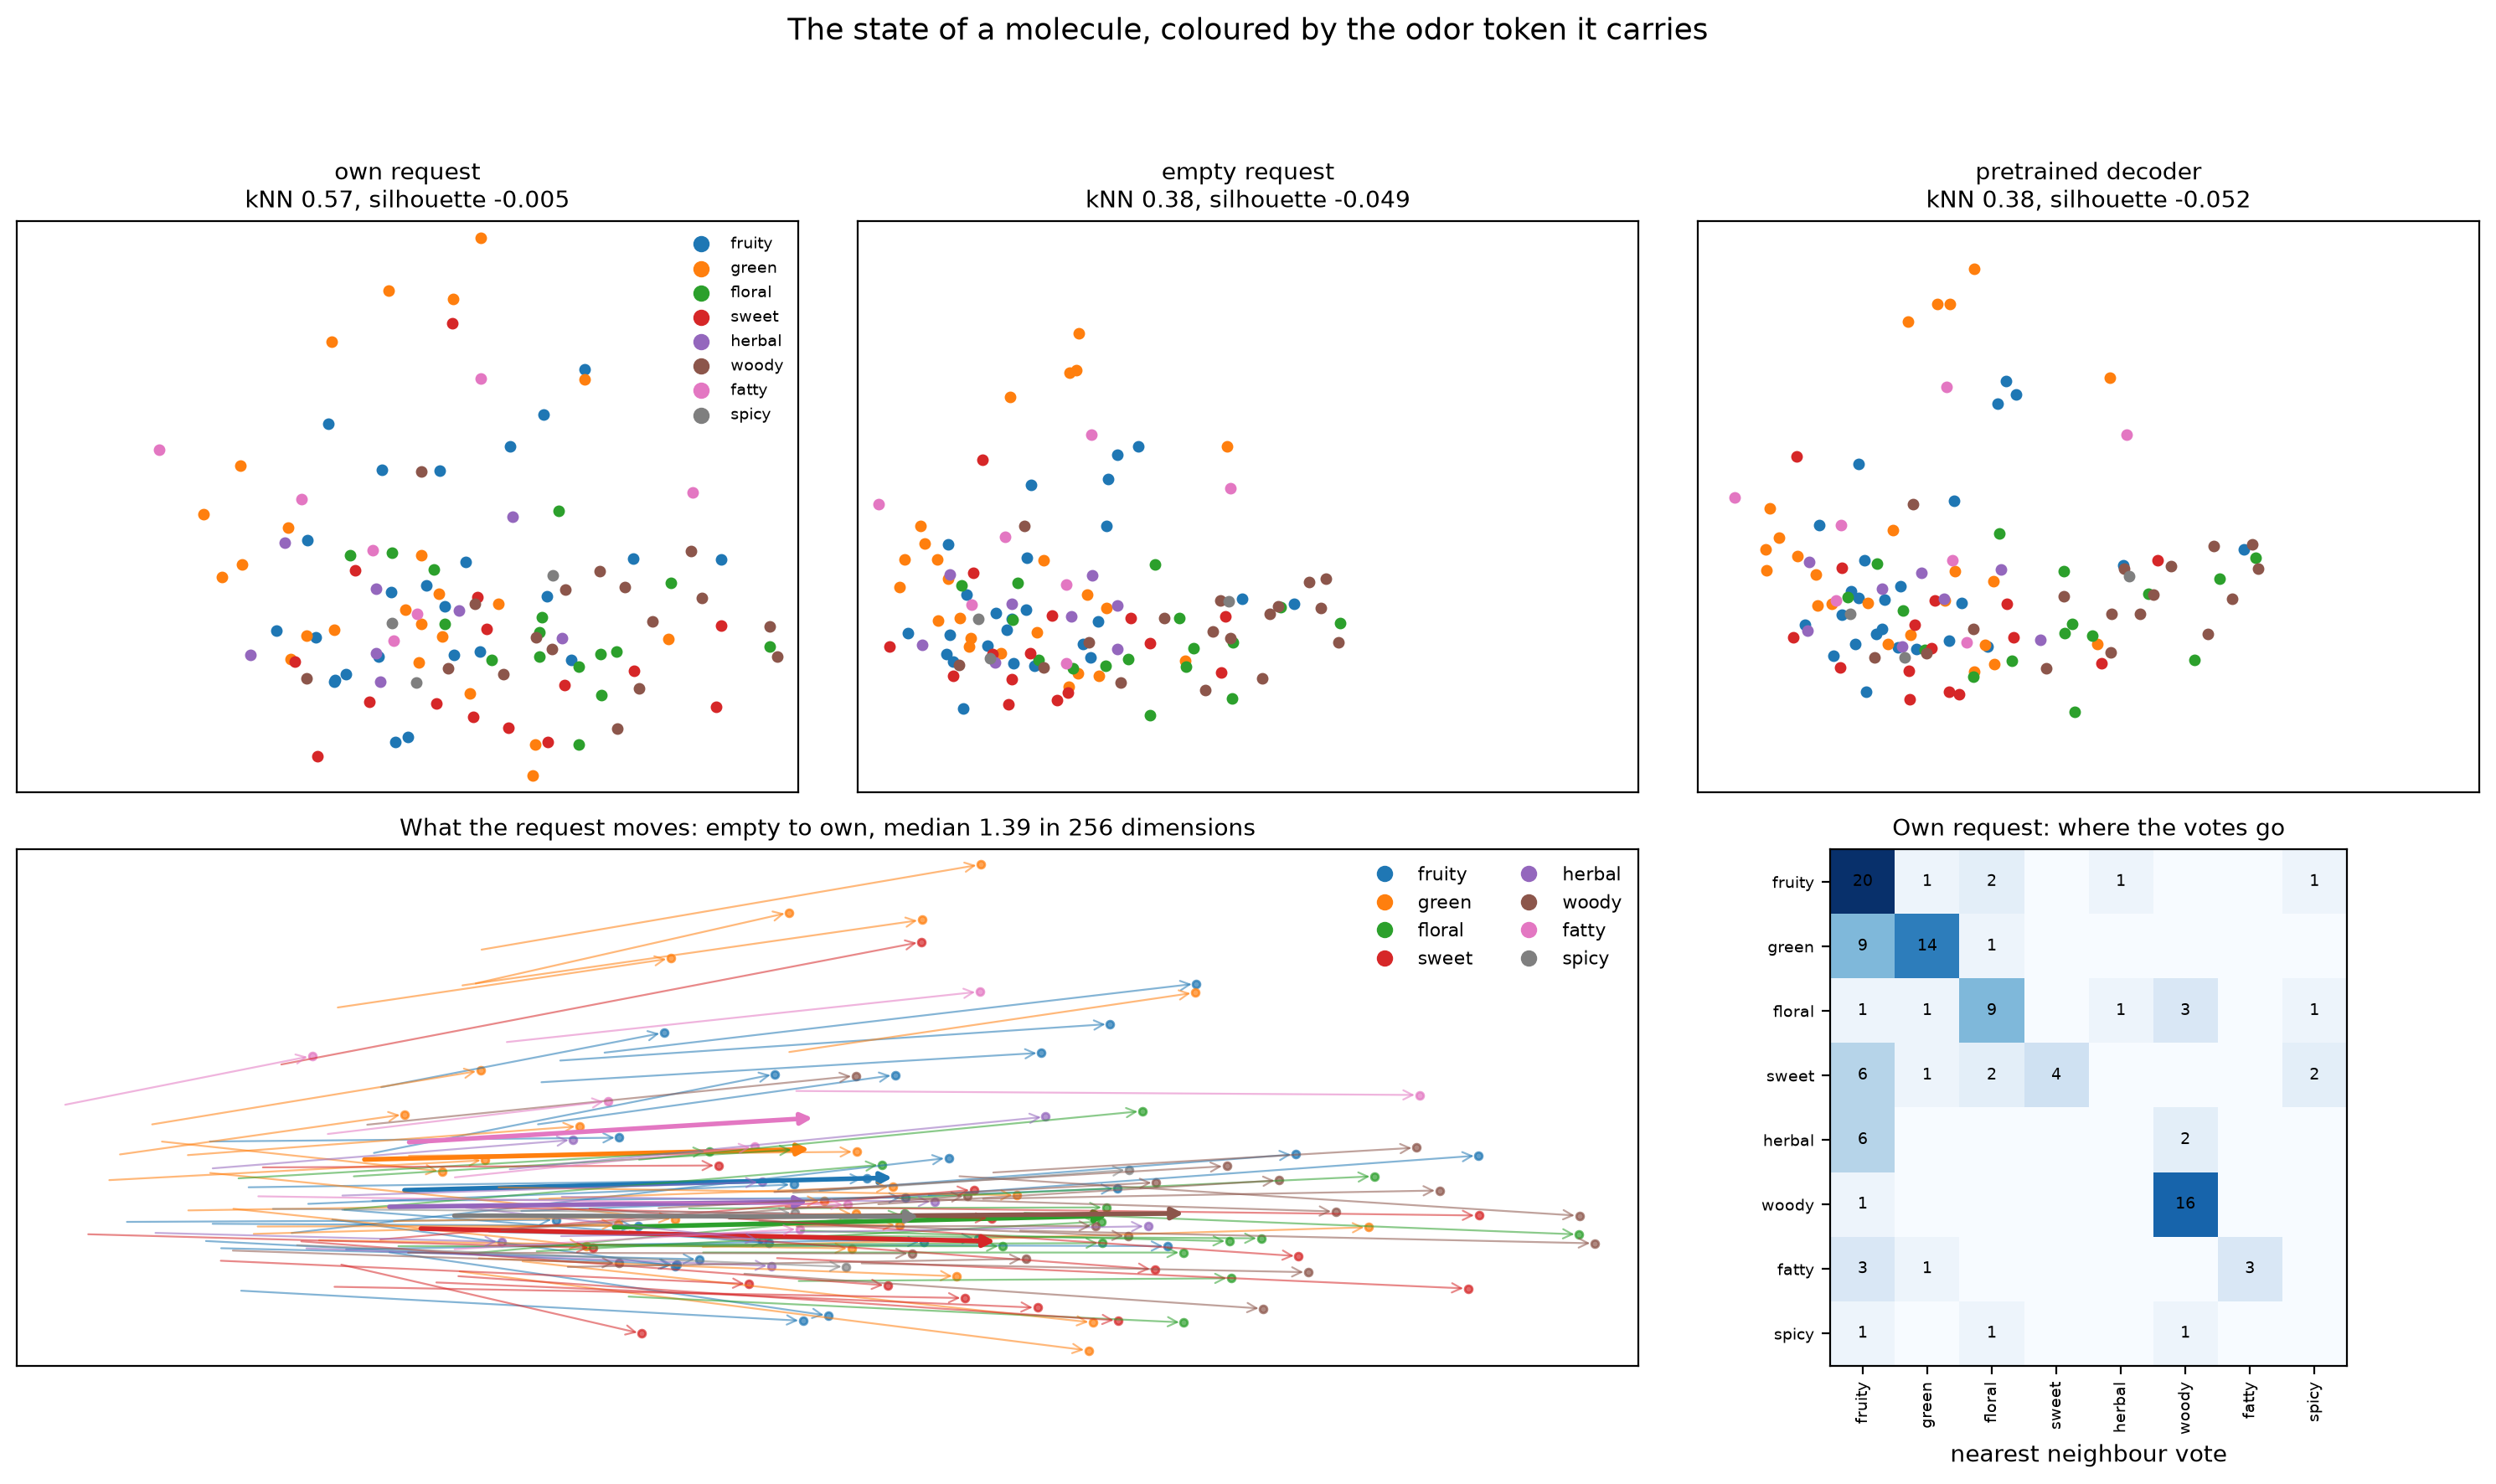 The state of a molecule, coloured by the odor token it carries
own request
kNN 0.57, silhouette -0.005
empty request
kNN 0.38, silhouette -0.049
pretrained decoder
kNN 0.38, silhouette -0.052
fruity
green
floral
sweet
herbal
woody
fatty
spicy
What the request moves: empty to own, median 1.39 in 256 dimensions
fruity herbal
green woody
floral fatty
sweet spicy
Own request: where the votes go
fruity 20 1 2 1 1
green 9 14 1
floral 1 1 9 1 3 1
sweet 6 1 2 4 2
herbal 6 2
woody 1 16
fatty 3 1 3
spicy 1 1 1
fruity green floral sweet herbal woody fatty spicy
nearest neighbour vote